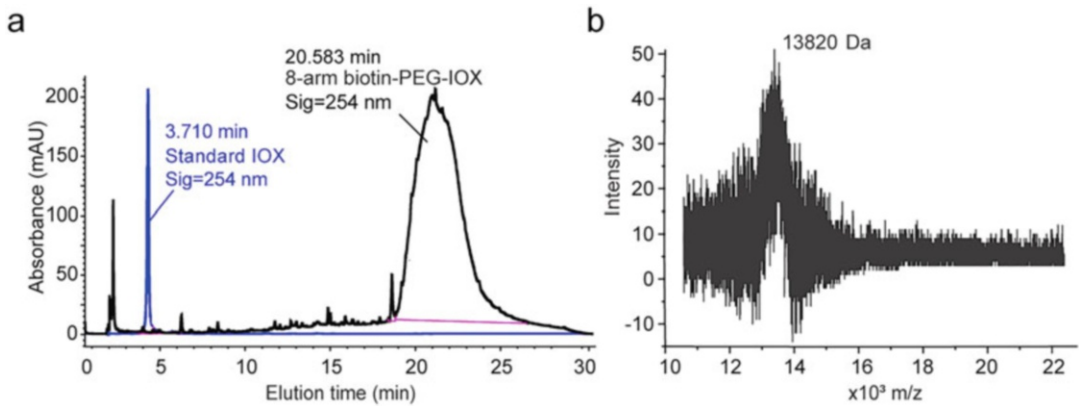 a
200
150
100
50
0
Absorbance (mAU)
3.710 min
Standard IOX
Sig=254 nm
20.583 min
8-arm biotin-PEG-IOX
Sig=254 nm
0 5 10 15 20 25 30
Elution time (min)
b
13820 Da
50
40
30
20
10
0
-10
Intensity
10 12 14 16 18 20 22
x10³ m/z